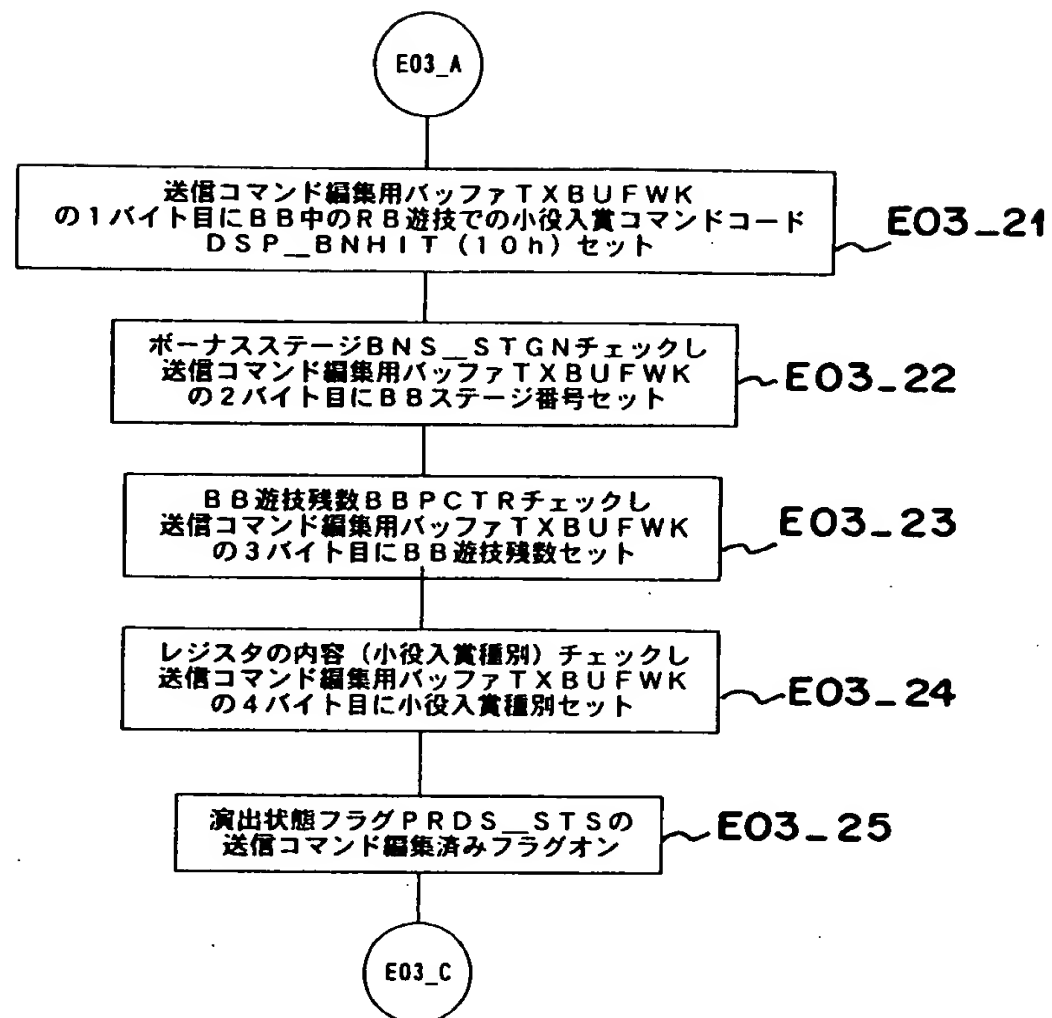 E03_A
送信コマンド編集用バッファTXBUFWK
の1バイト目にBB中のRB遊技での小役入賞コマンドコード
DSP__BNHIT（10h）セット
E03_21
ボーナスステージBNS__STGNチェックし
送信コマンド編集用バッファTXBUFWK
の2バイト目にBBステージ番号セット
E03_22
BB遊技残数BBPCTRチェックし
送信コマンド編集用バッファTXBUFWK
の3バイト目にBB遊技残数セット
E03_23
レジスタの内容（小役入賞種別）チェックし
送信コマンド編集用バッファTXBUFWK
の4バイト目に小役入賞種別セット
E03_24
演出状態フラグPRDS__STSの
送信コマンド編集済みフラグオン
E03_25
E03_C